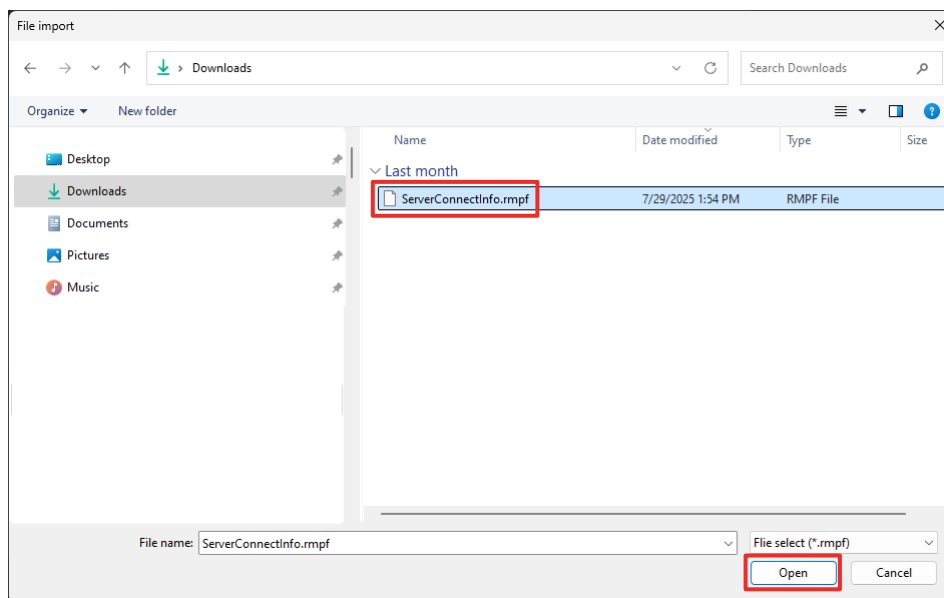 File import
Downloads
Search Downloads
Organize
New folder
Name
Date modified
Type
Size
Desktop
Downloads
Documents
Pictures
Music
Last month
ServerConnectInfo.rmpf
7/29/2025 1:54 PM
RMPF File
File name:
ServerConnectInfo.rmpf
Flie select (*.rmpf)
Open
Cancel